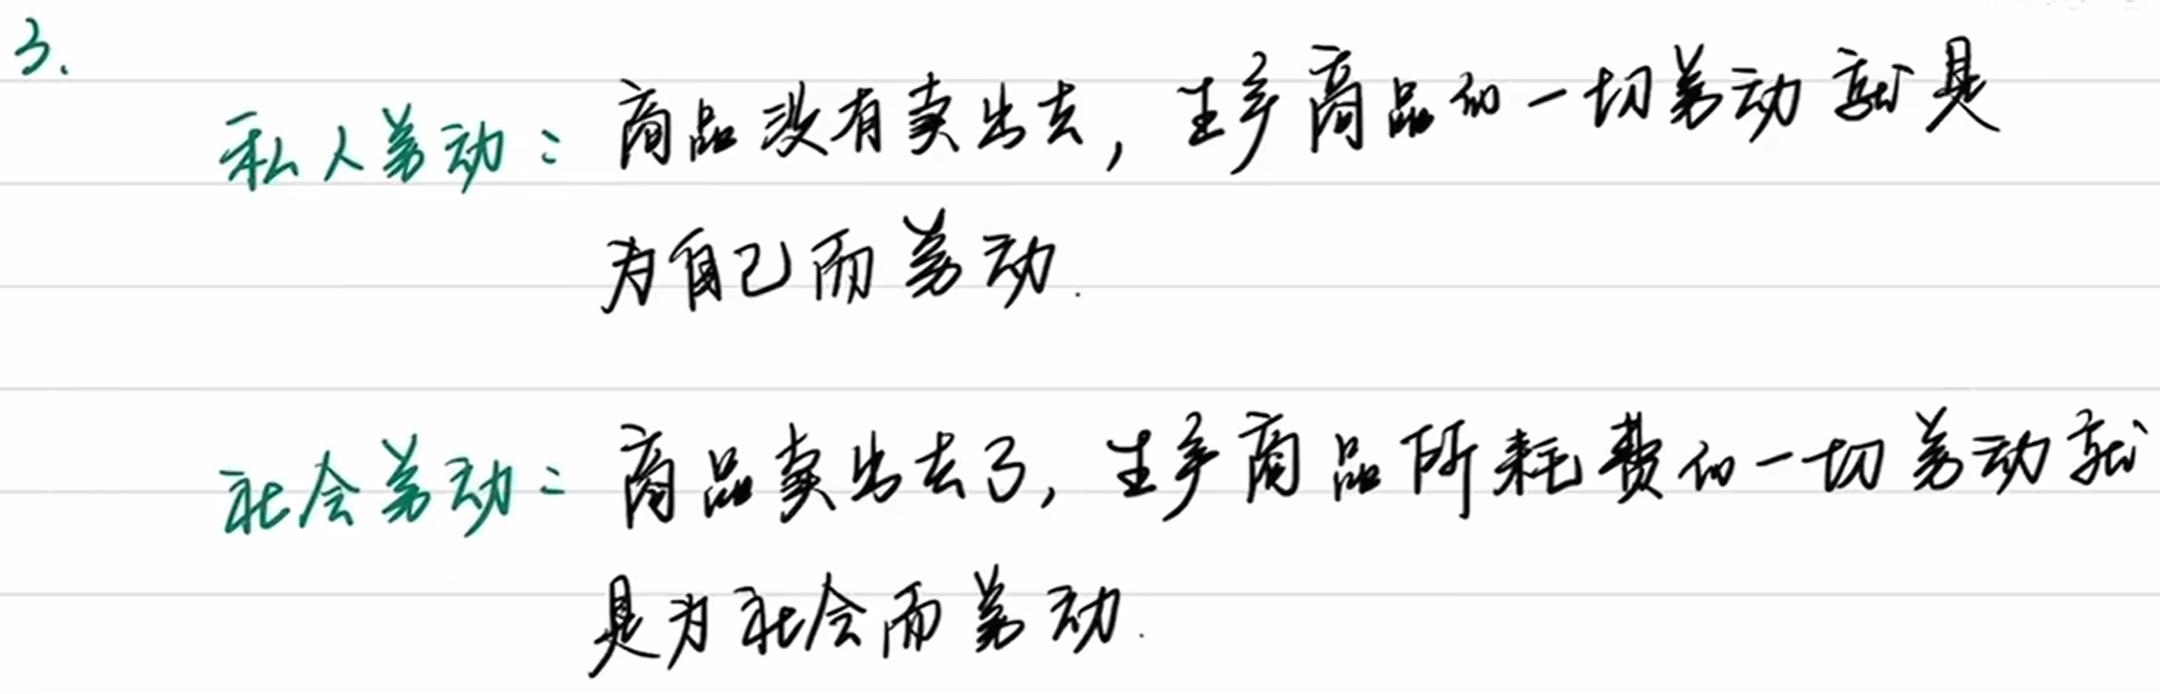 3.
私人劳动：商品没有卖出去，生产商品的一切劳动就是
为自己而劳动.
社会劳动：商品卖出去了，生产商品所耗费的一切劳动就
是为社会而劳动.